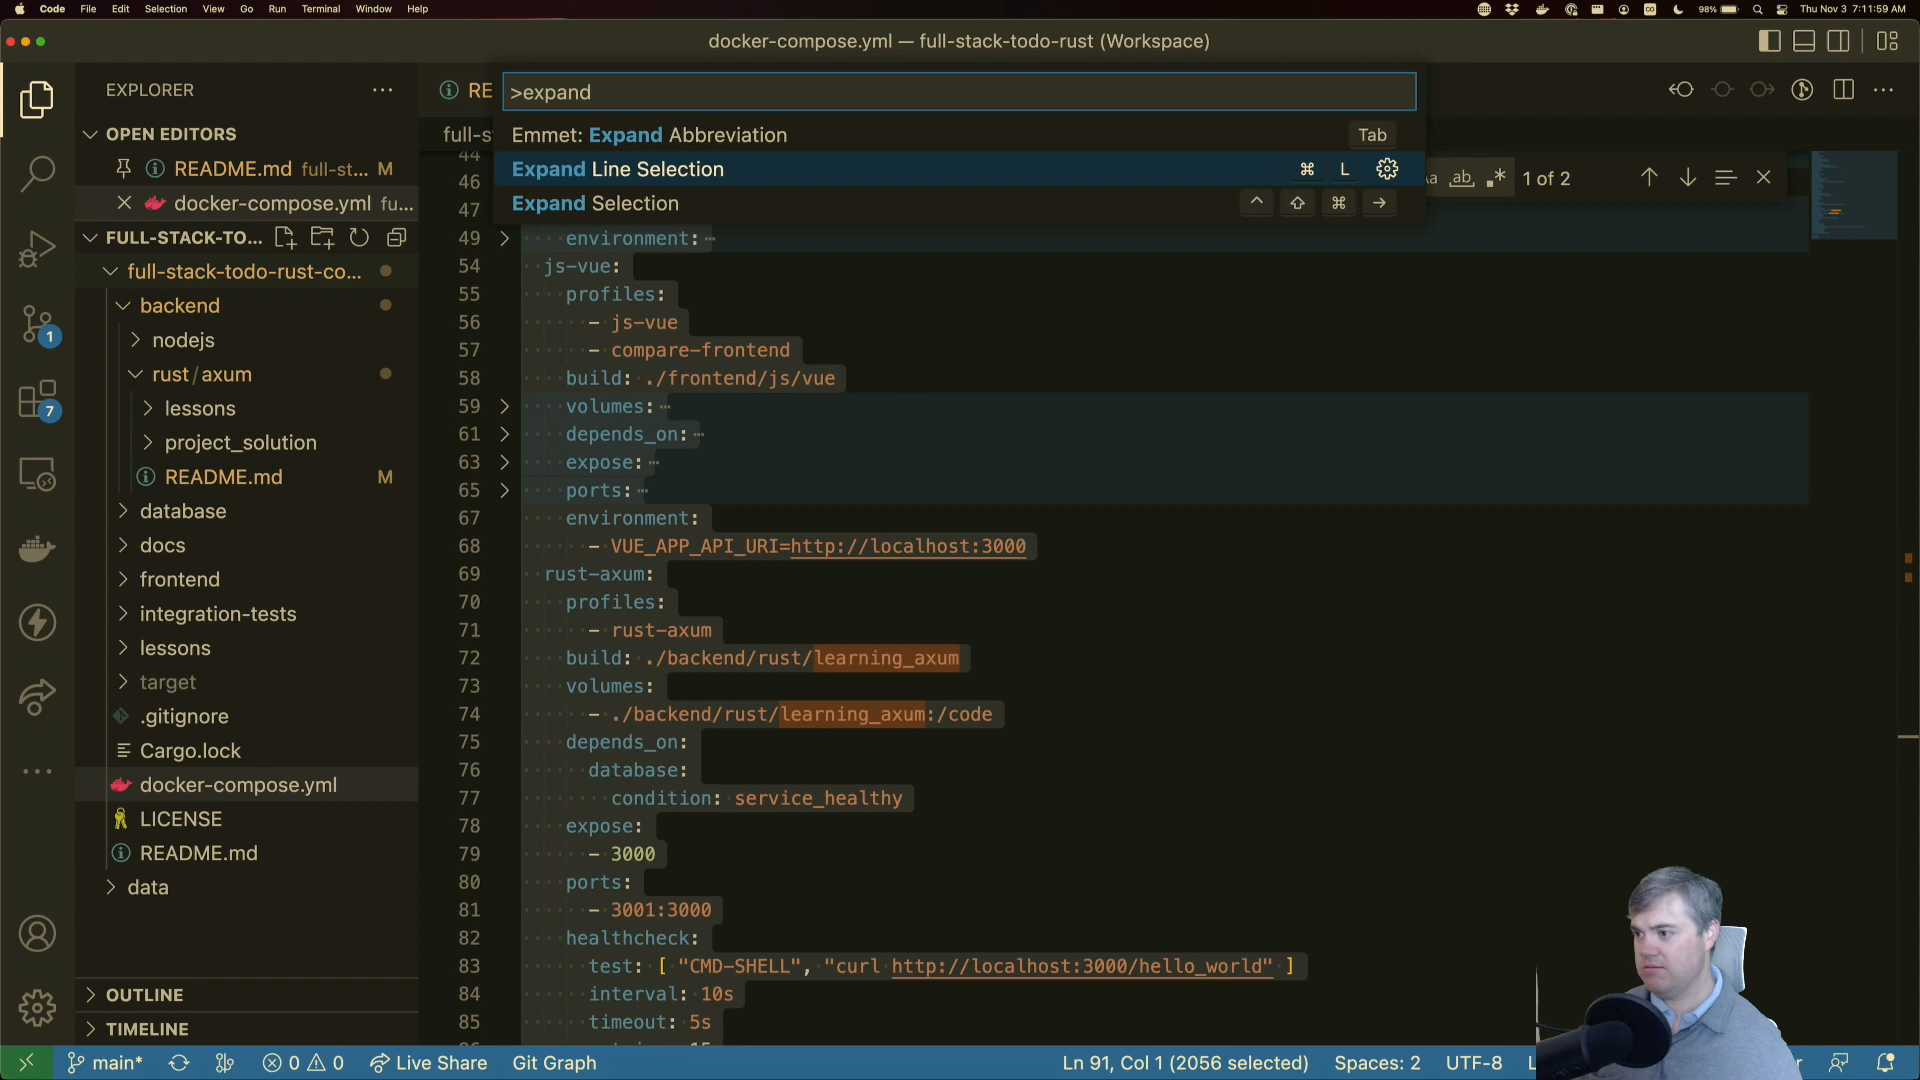 Code File Edit Selection View Go Run Terminal Window Help 98% Thu Nov 3 7:11:59 AM
docker-compose.yml — full-stack-todo-rust (Workspace)
EXPLORER
OPEN EDITORS
README.md full-st... M
docker-compose.yml fu...
FULL-STACK-TO...
full-stack-todo-rust-co...
backend
nodejs
rust / axum
lessons
project_solution
README.md M
database
docs
frontend
integration-tests
lessons
target
.gitignore
Cargo.lock
docker-compose.yml
LICENSE
README.md
data
OUTLINE
TIMELINE
1
7
RE
full-s
>expand
Emmet: Expand Abbreviation Tab
Expand Line Selection ⌘ L
Expand Selection ^ ⇧ ⌘ →
ab 1 of 2
44
46
47
49 environment:…
54 js-vue:
55 profiles:
56 - js-vue
57 - compare-frontend
58 build: ./frontend/js/vue
59 volumes:…
61 depends_on:…
63 expose:…
65 ports:…
67 environment:
68 - VUE_APP_API_URI=http://localhost:3000
69 rust-axum:
70 profiles:
71 - rust-axum
72 build: ./backend/rust/learning_axum
73 volumes:
74 - ./backend/rust/learning_axum:/code
75 depends_on:
76 database:
77 condition: service_healthy
78 expose:
79 - 3000
80 ports:
81 - 3001:3000
82 healthcheck:
83 test: [ "CMD-SHELL", "curl http://localhost:3000/hello_world" ]
84 interval: 10s
85 timeout: 5s
main* 0 0 Live Share Git Graph Ln 91, Col 1 (2056 selected) Spaces: 2 UTF-8